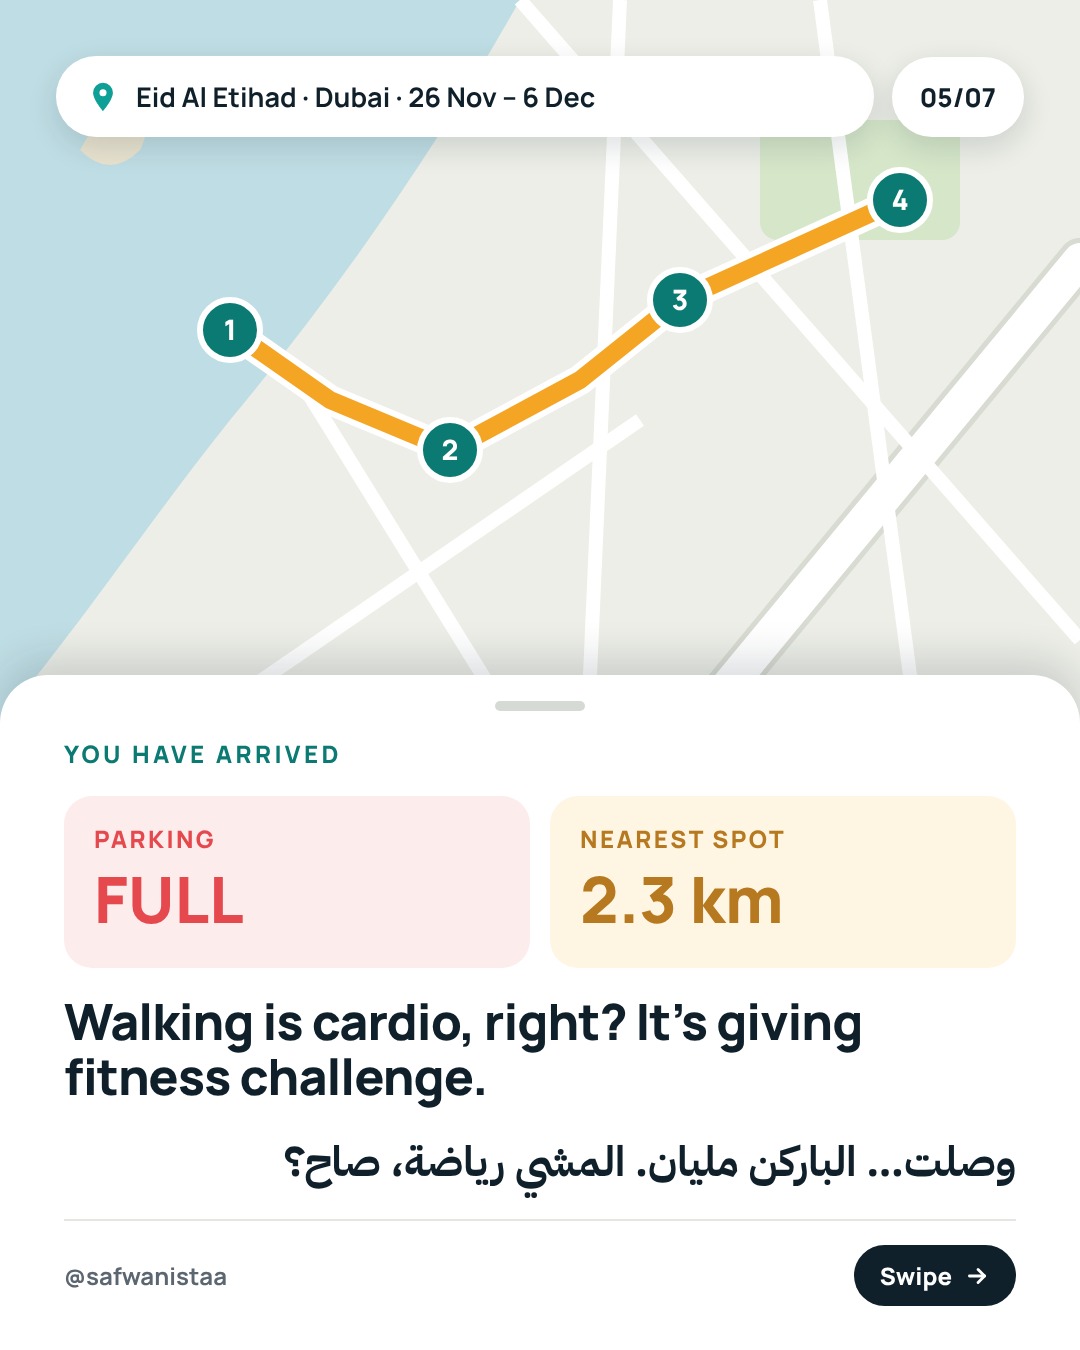 Eid Al Etihad · Dubai · 26 Nov – 6 Dec
05/07
4
3
1
2
YOU HAVE ARRIVED
PARKING
FULL
NEAREST SPOT
2.3 km
Walking is cardio, right? It’s giving
fitness challenge.
وصلت... الباركن مليان. المشي رياضة، صاح؟
@safwanistaa
Swipe →